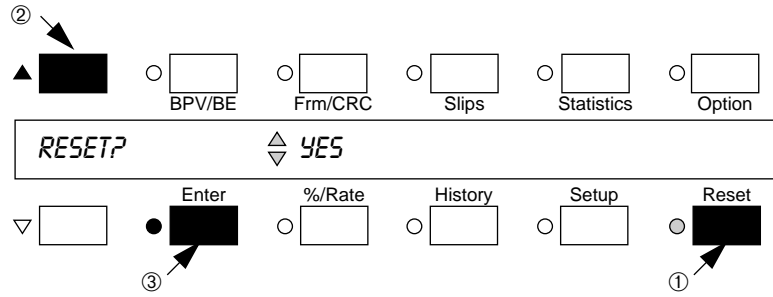 ②
BPV/BE Frm/CRC Slips Statistics Option
RESET? YES
Enter %/Rate History Setup Reset
③ ①